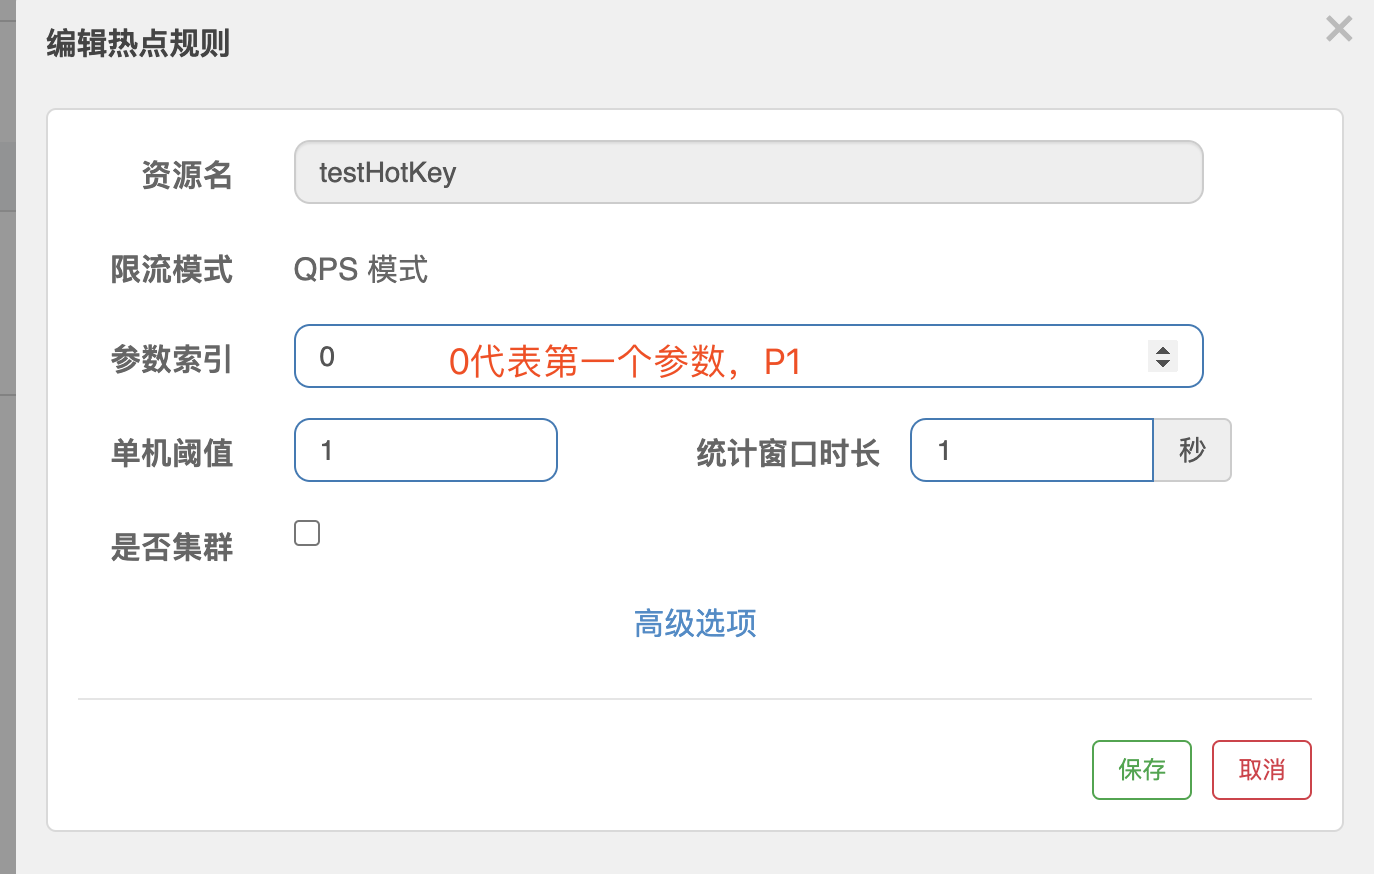 编辑热点规则
资源名 testHotKey
限流模式 QPS 模式
参数索引 0 0代表第一个参数，P1
单机阈值 1 统计窗口时长 1 秒
是否集群
高级选项
保存 取消